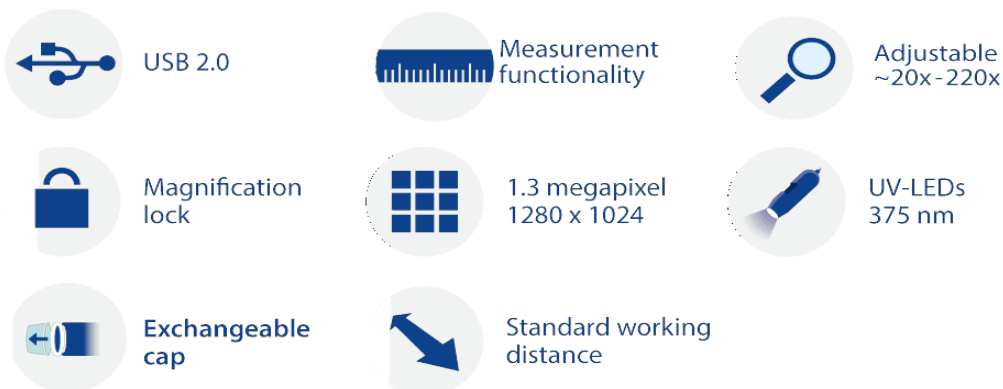 USB 2.0
Measurement
functionality
Adjustable
~20x-220x
Magnification
lock
1.3 megapixel
1280 x 1024
UV-LEDs
375 nm
Exchangeable
cap
Standard working
distance